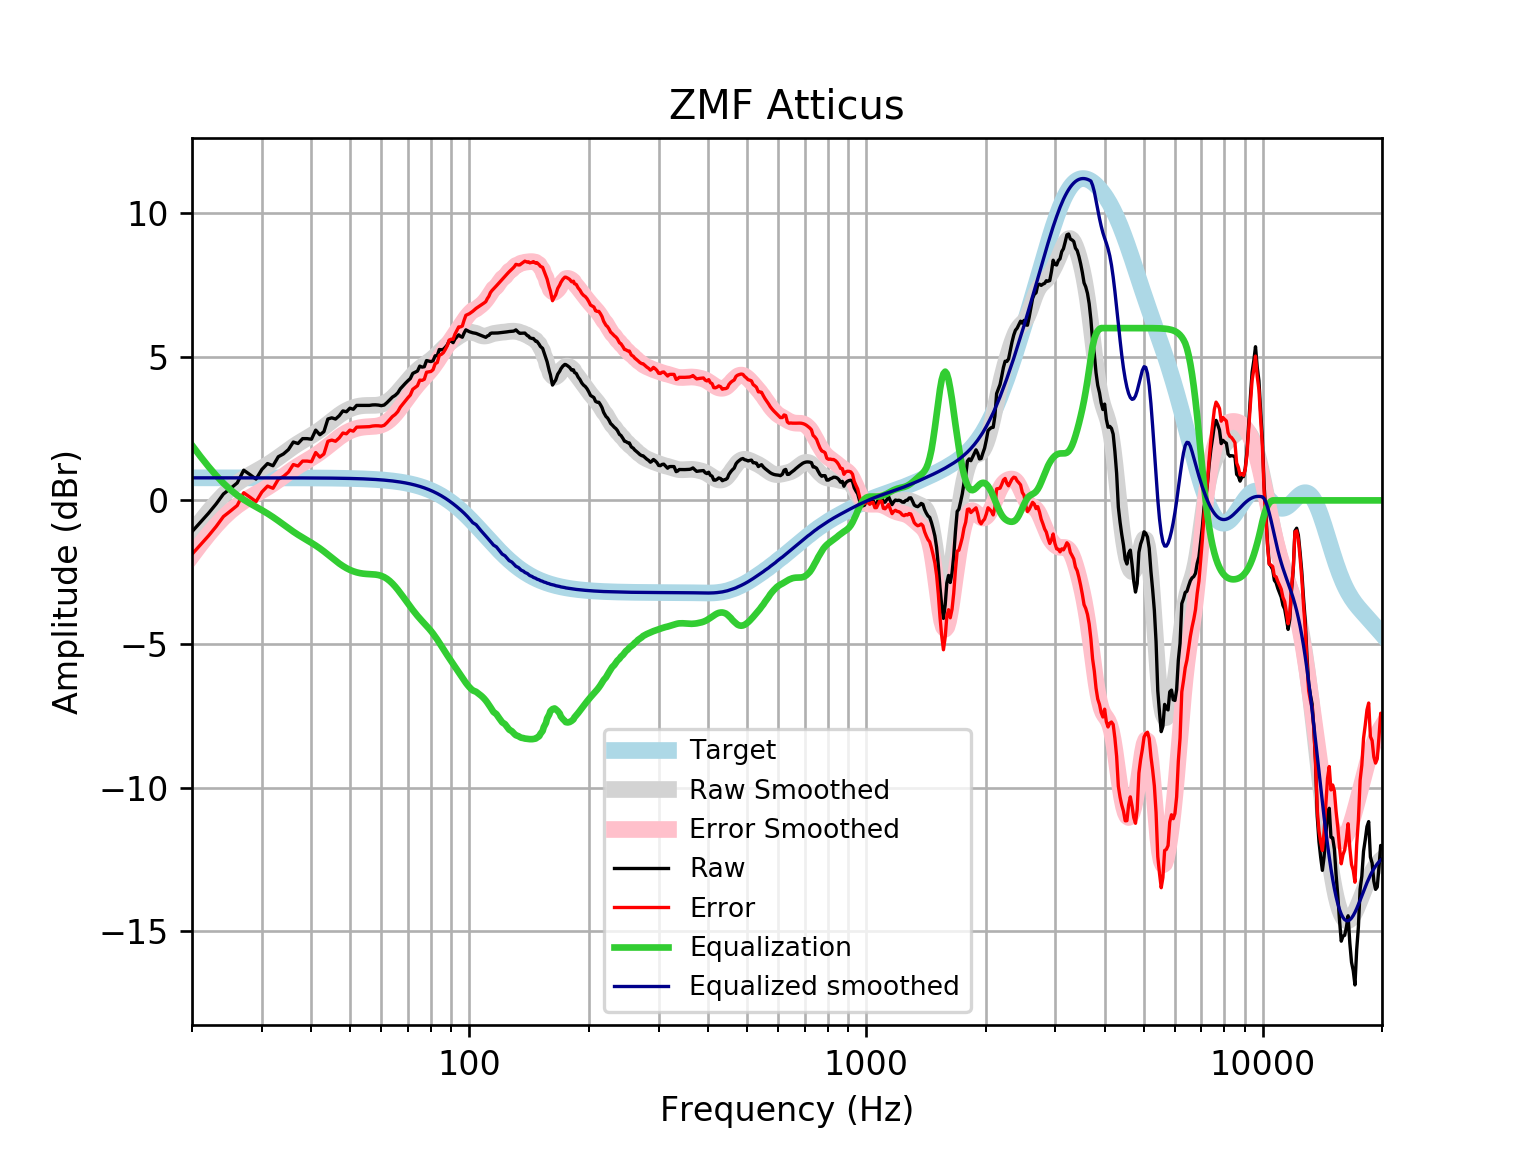 ZMF Atticus
Amplitude (dBr)
10
5
0
−5
−10
−15
Target
Raw Smoothed
Error Smoothed
Raw
Error
Equalization
Equalized smoothed
100
1000
10000
Frequency (Hz)